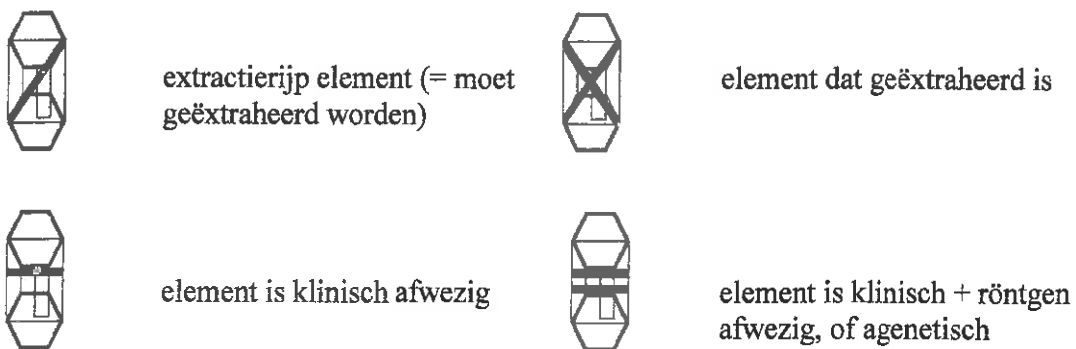 extractierijp element (= moet
geëxtraheerd worden)
element dat geëxtraheerd is
element is klinisch afwezig
element is klinisch + röntgen
afwezig, of agenetisch